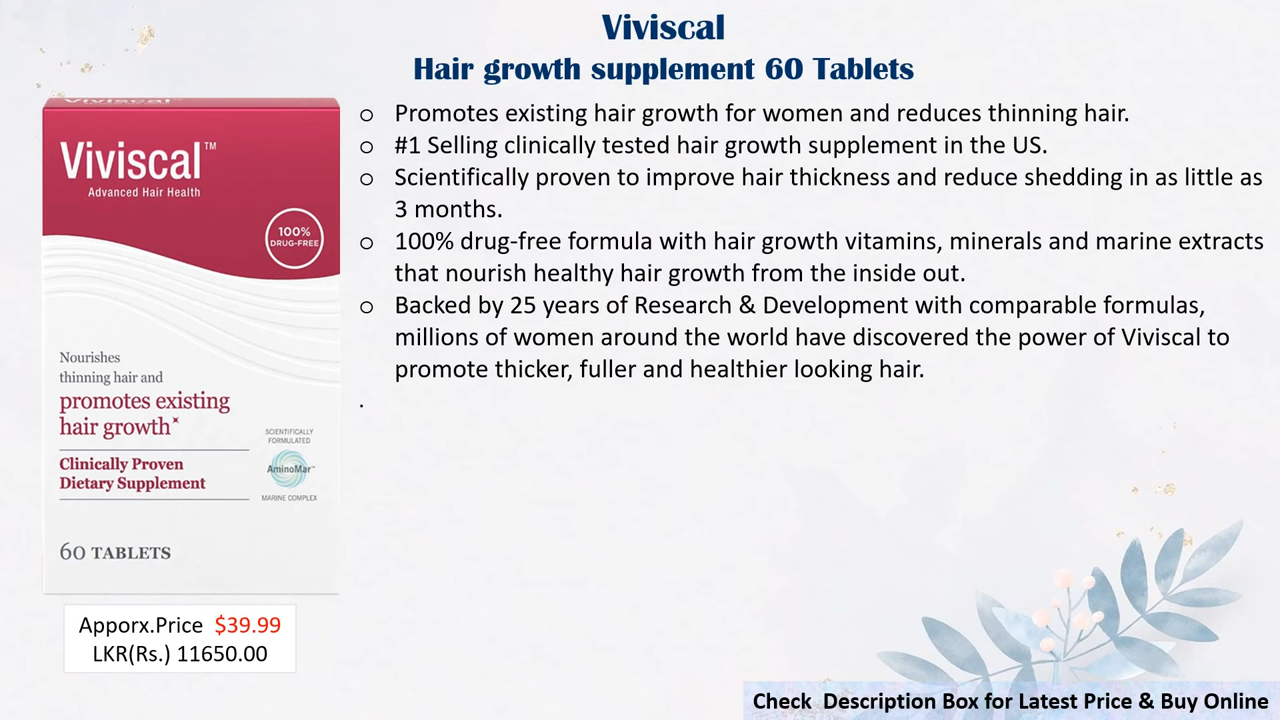 Viviscal
Hair growth supplement 60 Tablets
Viviscal™
Viviscal™
Advanced Hair Health
100%
DRUG-FREE
Nourishes
thinning hair and
promotes existing
hair growth×
Clinically Proven
Dietary Supplement
SCIENTIFICALLY
FORMULATED
AminoMar™
MARINE COMPLEX
60 TABLETS
Apporx.Price $39.99
LKR(Rs.) 11650.00
o Promotes existing hair growth for women and reduces thinning hair.
o #1 Selling clinically tested hair growth supplement in the US.
o Scientifically proven to improve hair thickness and reduce shedding in as little as
3 months.
o 100% drug-free formula with hair growth vitamins, minerals and marine extracts
that nourish healthy hair growth from the inside out.
o Backed by 25 years of Research & Development with comparable formulas,
millions of women around the world have discovered the power of Viviscal to
promote thicker, fuller and healthier looking hair.
.
Check Description Box for Latest Price & Buy Online